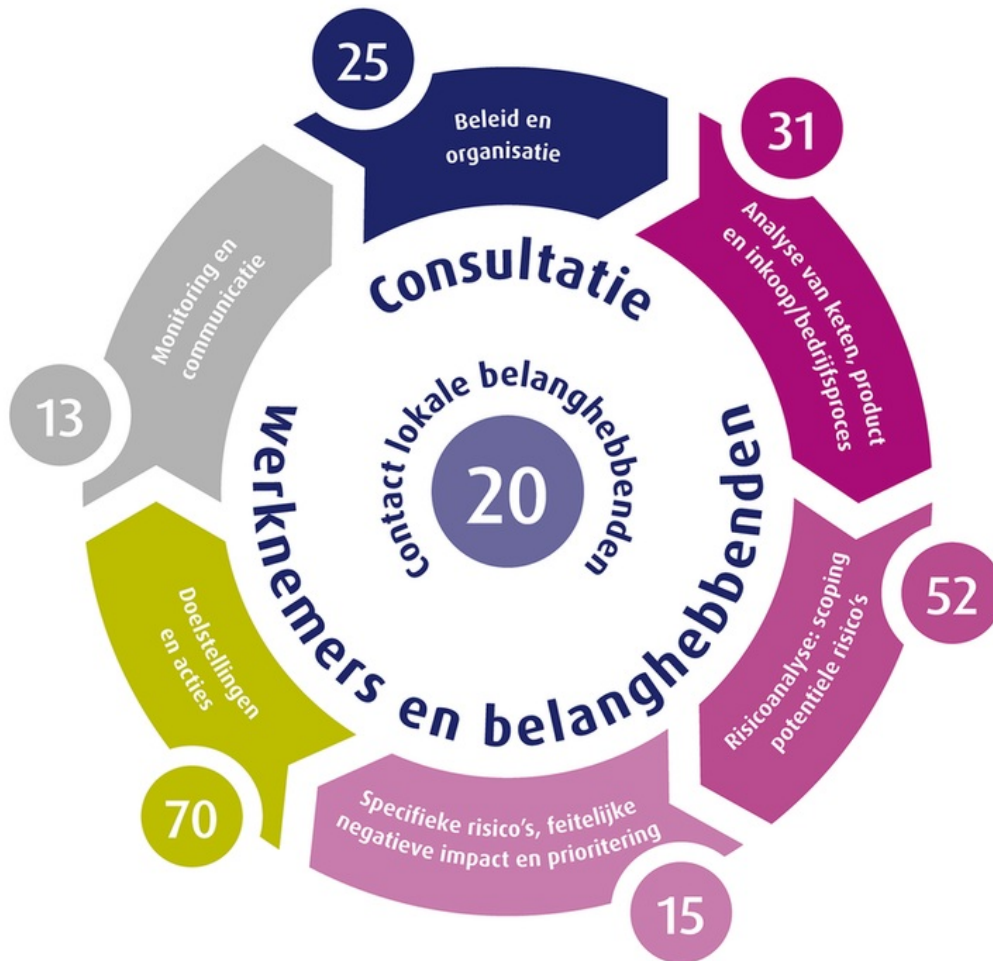 25
Beleid en
organisatie
31
Analyse van keten, product
en inkoop/bedrijfsproces
52
Risicoanalyse: scoping
potentiele risico's
15
Specifieke risico's, feitelijke
negatieve impact en prioritering
70
Doelstellingen
en acties
13
Monitoring en
communicatie
Consultatie
werknemers en belanghebbenden
Contact lokale belanghebbenden
20